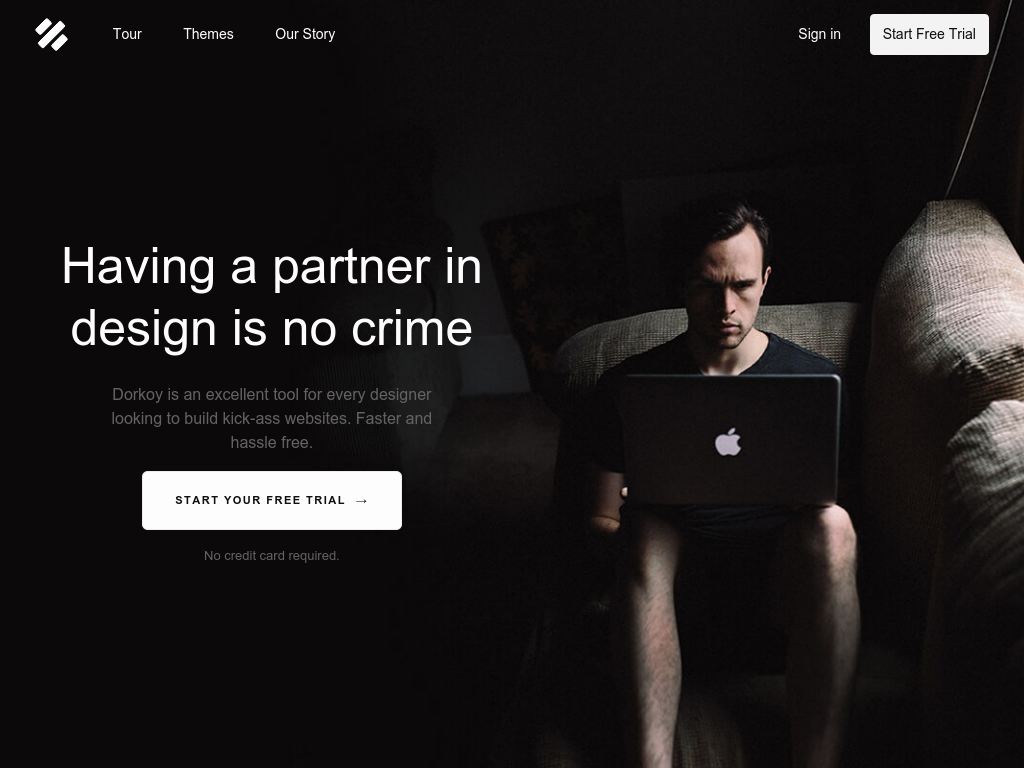 Tour
Themes
Our Story
Sign in
Start Free Trial
Having a partner in
design is no crime
Dorkoy is an excellent tool for every designer
looking to build kick-ass websites. Faster and
hassle free.
START YOUR FREE TRIAL →
No credit card required.